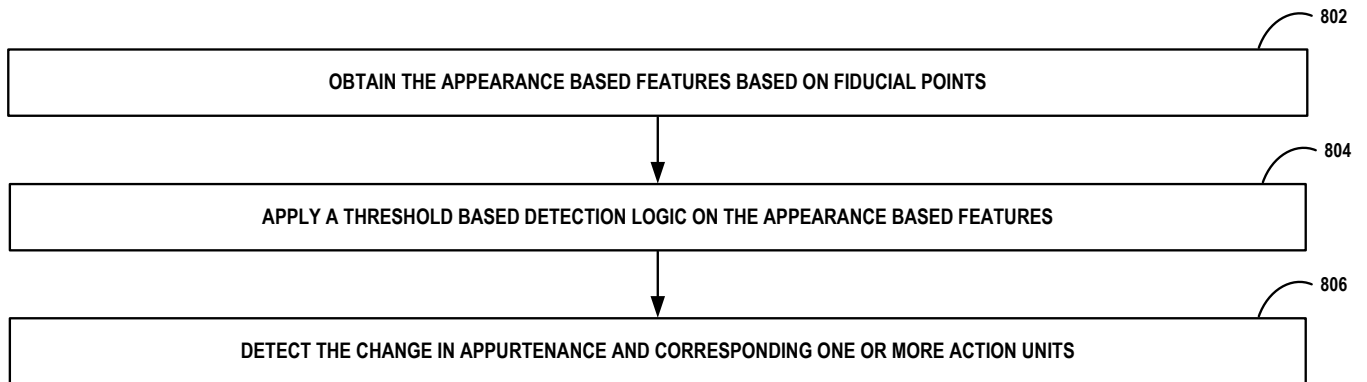 802
OBTAIN THE APPEARANCE BASED FEATURES BASED ON FIDUCIAL POINTS
804
APPLY A THRESHOLD BASED DETECTION LOGIC ON THE APPEARANCE BASED FEATURES
806
DETECT THE CHANGE IN APPURTENANCE AND CORRESPONDING ONE OR MORE ACTION UNITS